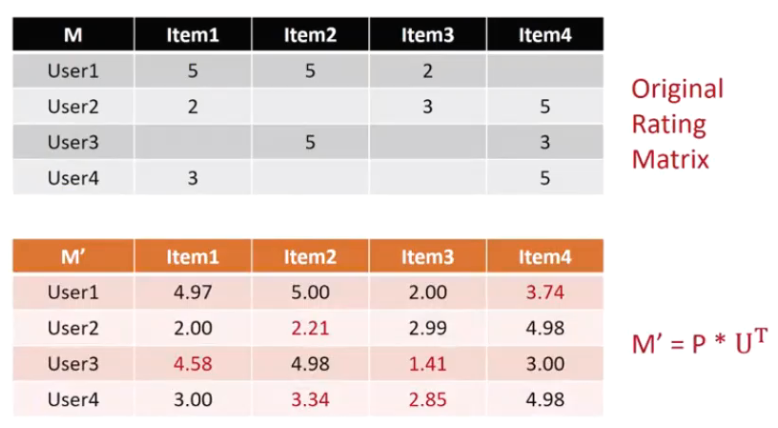 M Item1 Item2 Item3 Item4
User1 5 5 2
User2 2 3 5
User3 5 3
User4 3 5
Original
Rating
Matrix
M’ Item1 Item2 Item3 Item4
User1 4.97 5.00 2.00 3.74
User2 2.00 2.21 2.99 4.98
User3 4.58 4.98 1.41 3.00
User4 3.00 3.34 2.85 4.98
M’ = P * Uᵀ